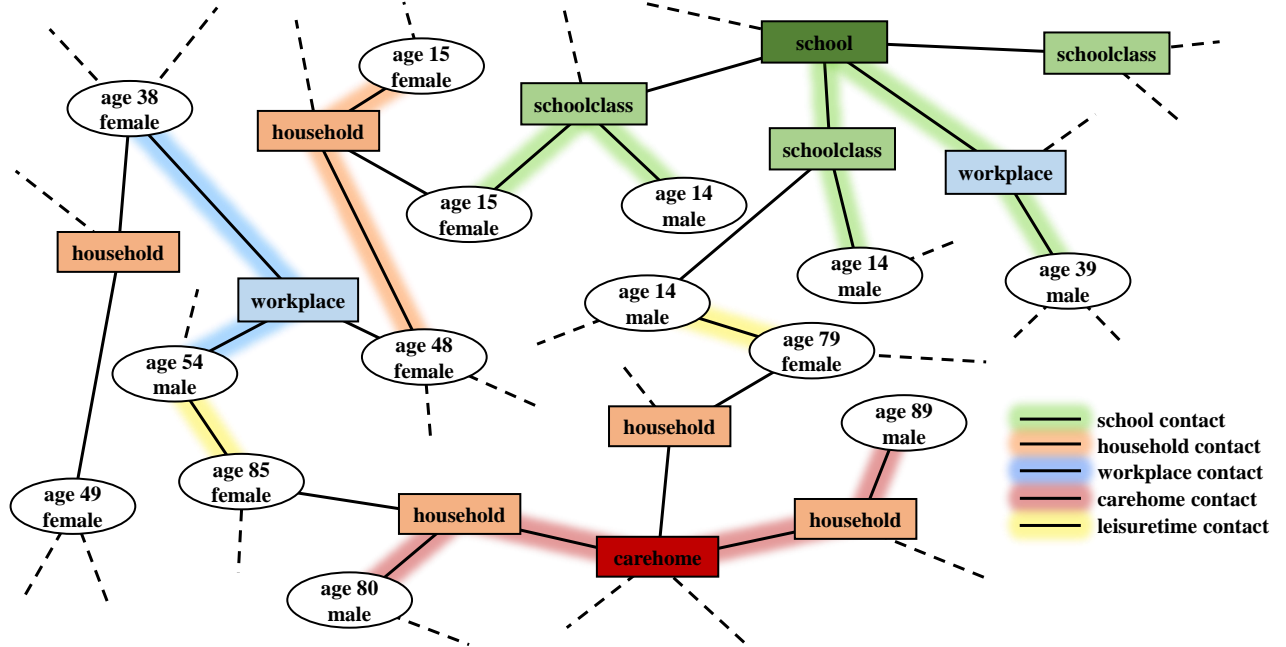 school
schoolclass
age 15
female
schoolclass
age 38
female
household
schoolclass
workplace
age 15
female
age 14
male
household
age 14
male
age 39
male
workplace
age 14
male
age 79
female
age 48
female
age 54
male
household
age 89
male
school contact
household contact
workplace contact
carehome contact
leisuretime contact
age 85
female
age 49
female
household
household
carehome
age 80
male